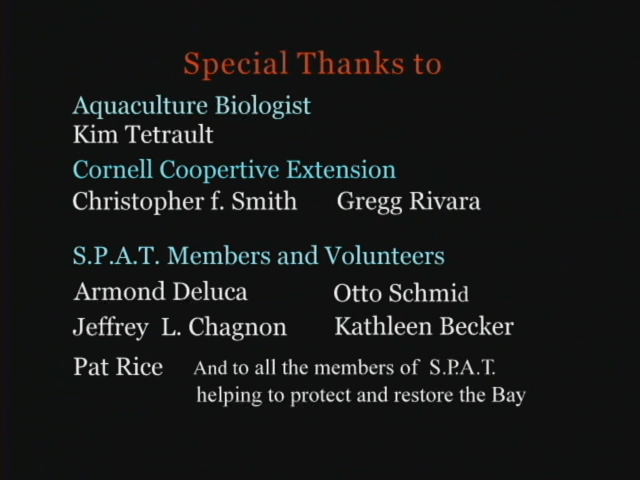 Special Thanks to
Aquaculture Biologist
Kim Tetrault
Cornell Coopertive Extension
Christopher f. Smith Gregg Rivara
S.P.A.T. Members and Volunteers
Armond Deluca Otto Schmid
Jeffrey L. Chagnon Kathleen Becker
Pat Rice And to all the members of S.P.A.T.
helping to protect and restore the Bay